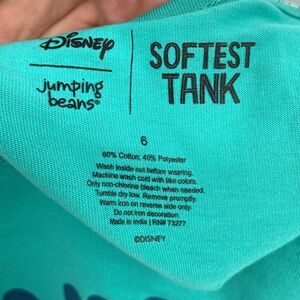 Disney
jumping
beans®
SOFTEST
TANK
6
60% Cotton; 40% Polyester
Wash inside out before wearing.
Machine wash cold with like colors.
Only non-chlorine bleach when needed.
Tumble dry low. Remove promptly.
Warm iron on reverse side only.
Do not iron decoration.
Made in India | RN# 73277
©DISNEY